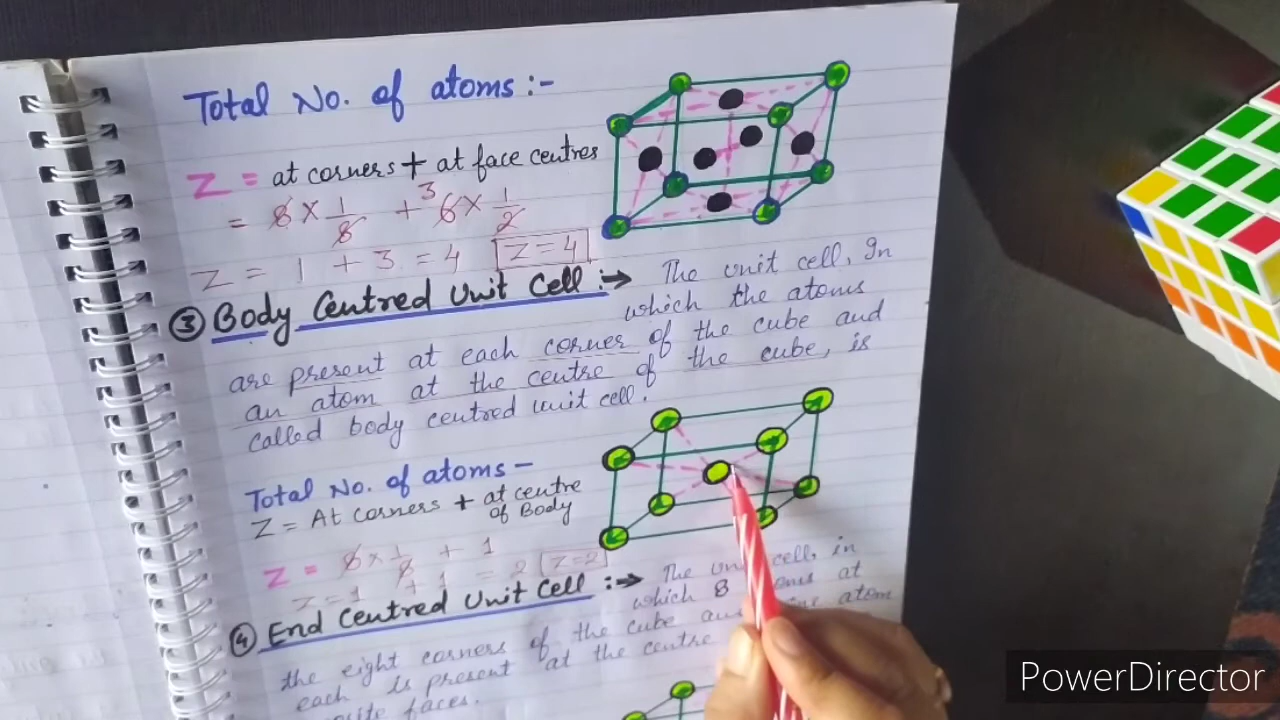 Total No. of atoms :-
Z = at corners + at face centres
= 8 × 1/8 + 3 6 × 1/2
Z = 1 + 3 = 4 Z = 4
③ Body Centred Unit Cell :→ The unit cell, In
which the atoms
are present at each corner of the cube and
an atom at the centre of the cube, is
called body centred unit cell.
Total No. of atoms –
Z = At corners + at centre
of Body
Z = 8 × 1/8 + 1
Z = 1 + 1 = 2 Z = 2
④ End Centred Unit Cell :→ The cell, in
which 8 at
the eight corners of the cube atom
each is present at the centre
faces.
PowerDirector